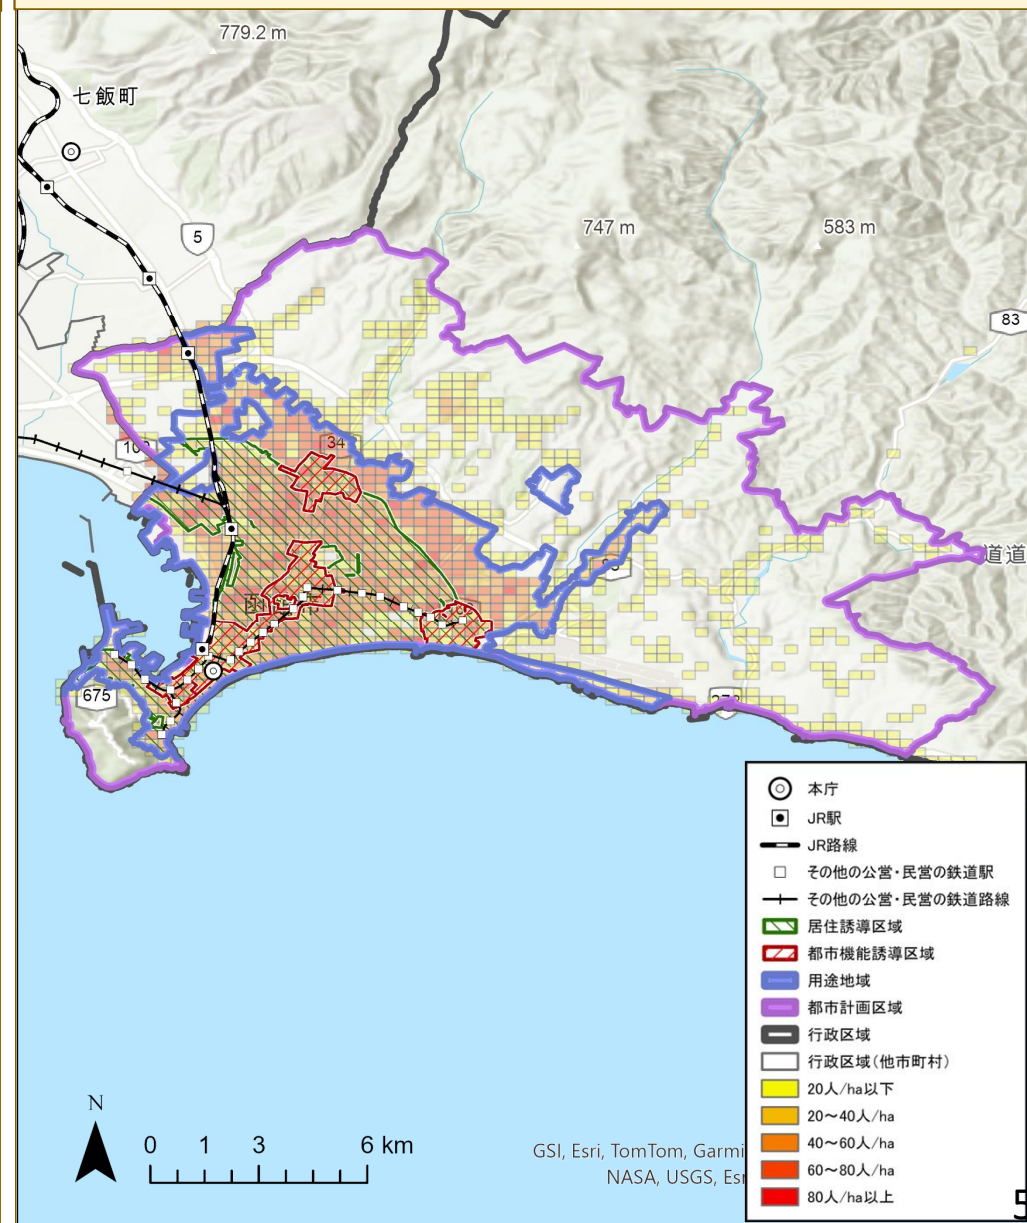 779.2 m
七飯町
5
747 m
583 m
83
34
675
道道
本庁
JR駅
JR路線
その他の公営・民営の鉄道駅
その他の公営・民営の鉄道路線
居住誘導区域
都市機能誘導区域
用途地域
都市計画区域
行政区域
行政区域(他市町村)
20人/ha以下
20～40人/ha
40～60人/ha
60～80人/ha
80人/ha以上
N
0 1 3 6 km
GSI, Esri, TomTom, Garmi
NASA, USGS, Esr
5